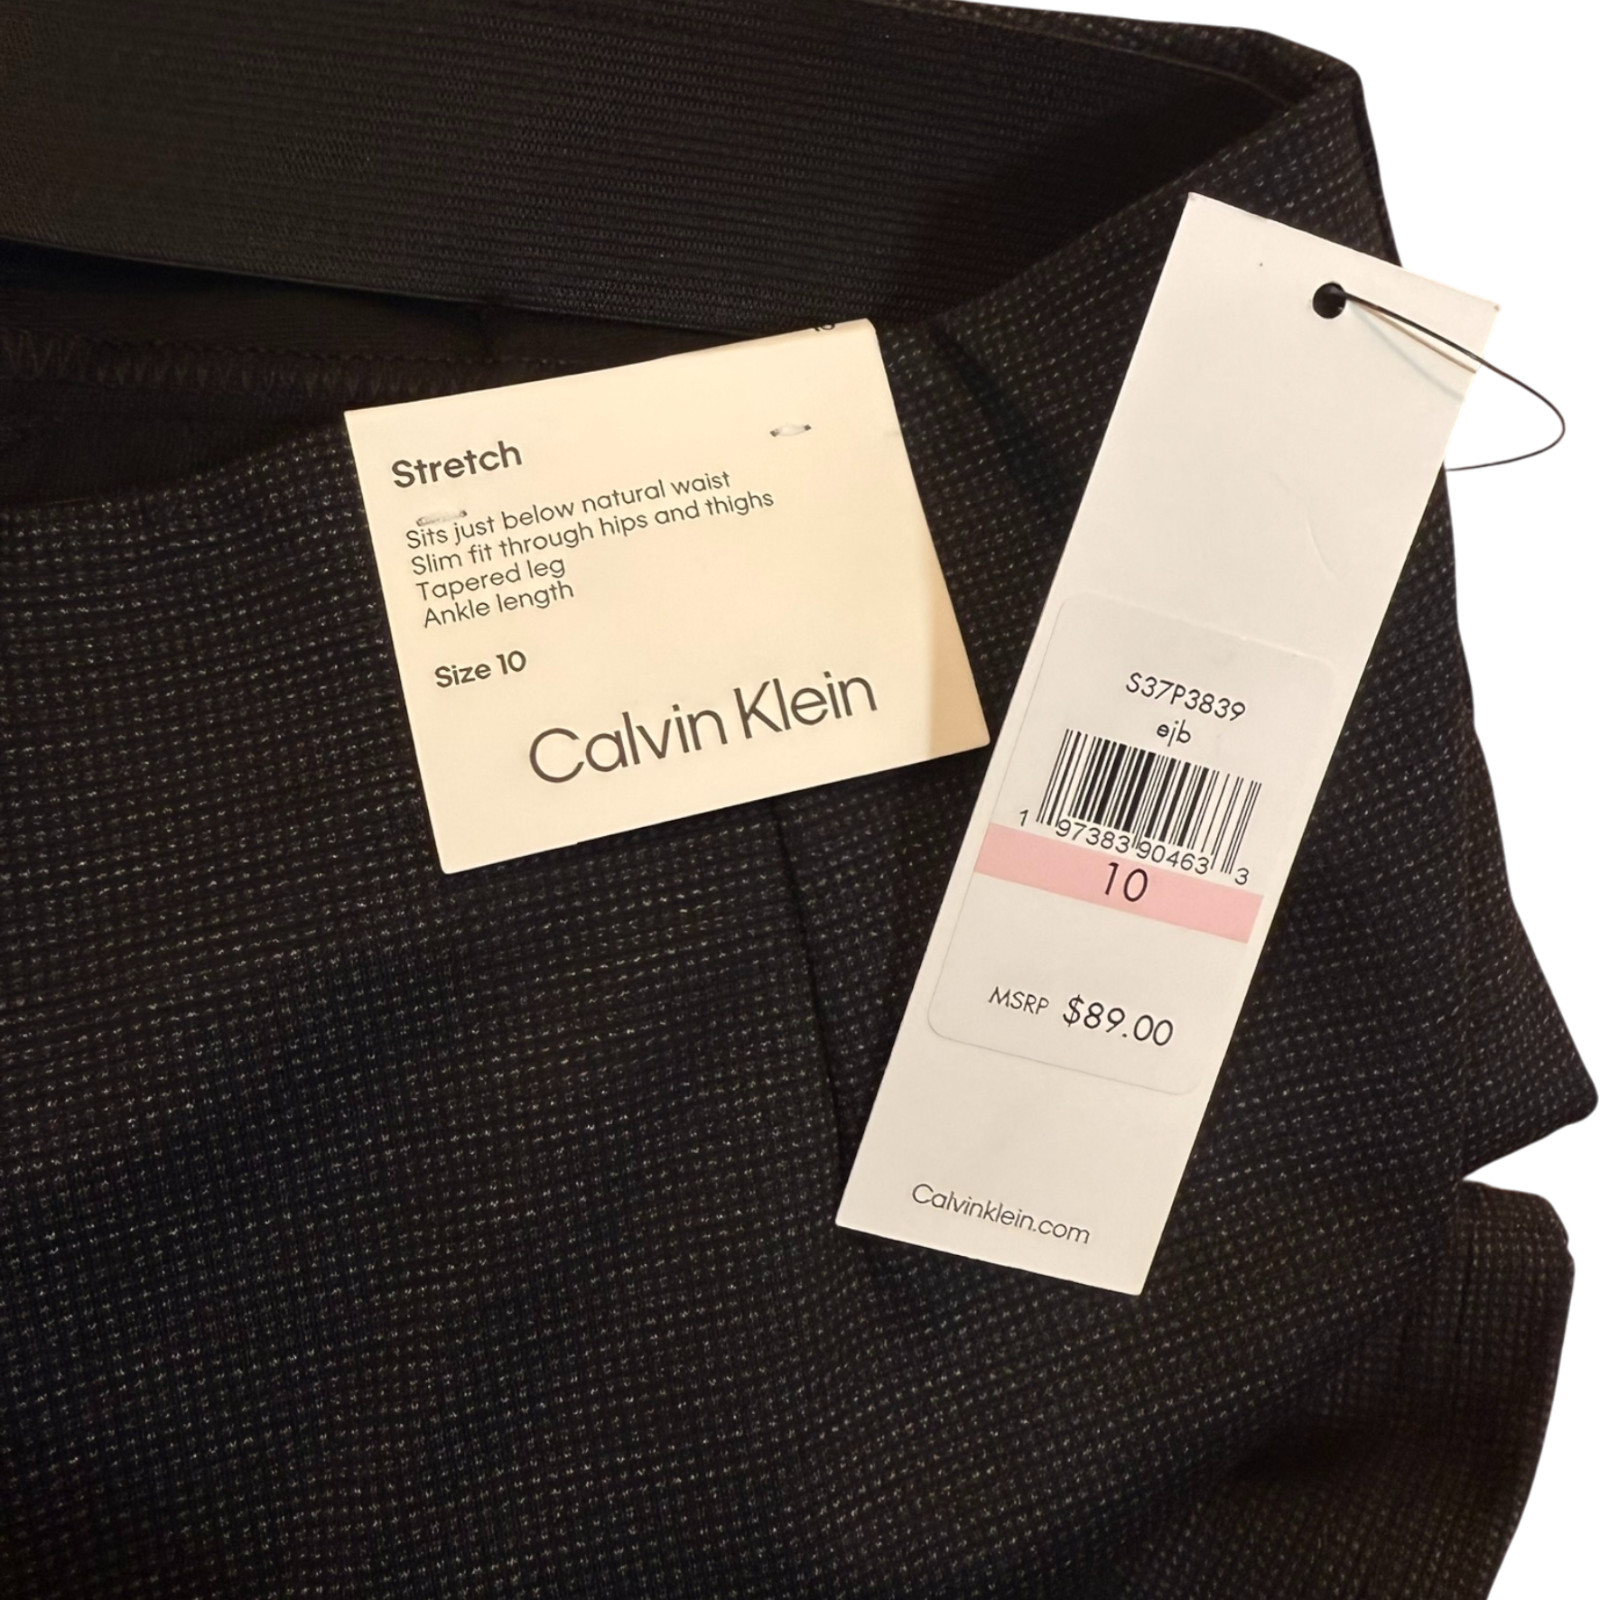 10
Stretch
Sits just below natural waist
Slim fit through hips and thighs
Tapered leg
Ankle length
Size 10
Calvin Klein
S37P3839
ejb
1 97383 90463 3
10
MSRP $89.00
Calvinklein.com